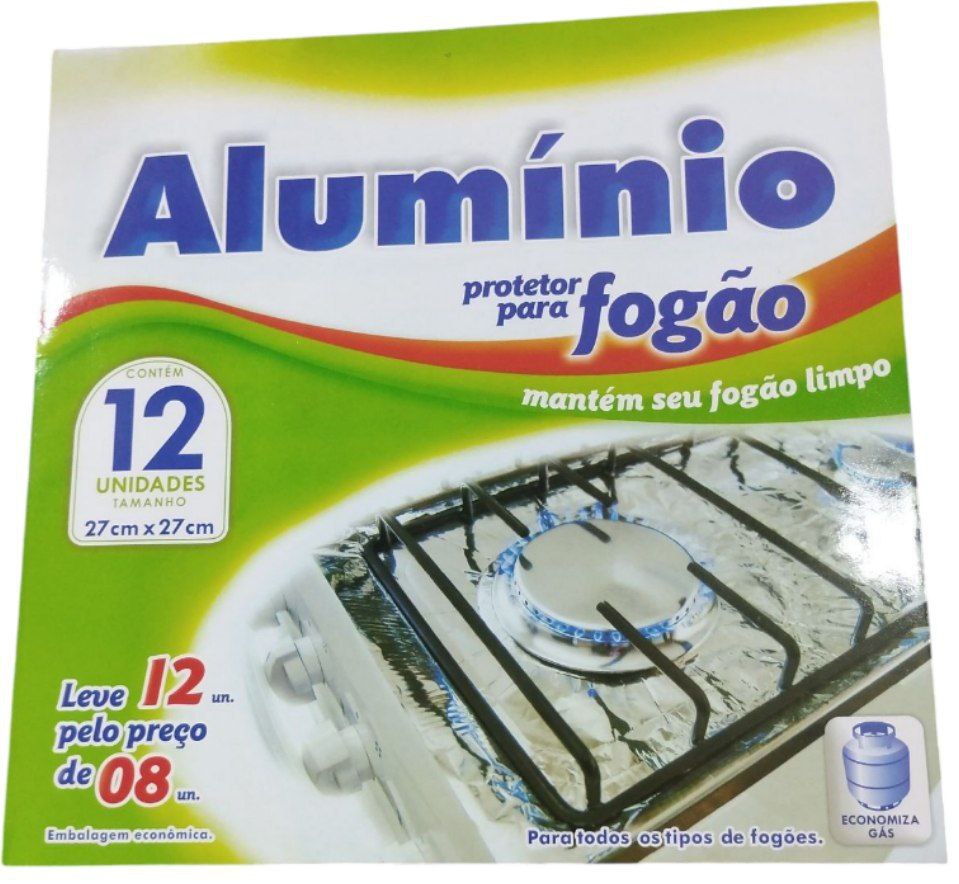 Alumínio
protetor
para fogão
mantém seu fogão limpo
CONTÉM
12
UNIDADES
TAMANHO
27cm x 27cm
Leve 12 un.
pelo preço
de 08 un.
Embalagem econômica.
Para todos os tipos de fogões.
ECONOMIZA
GÁS